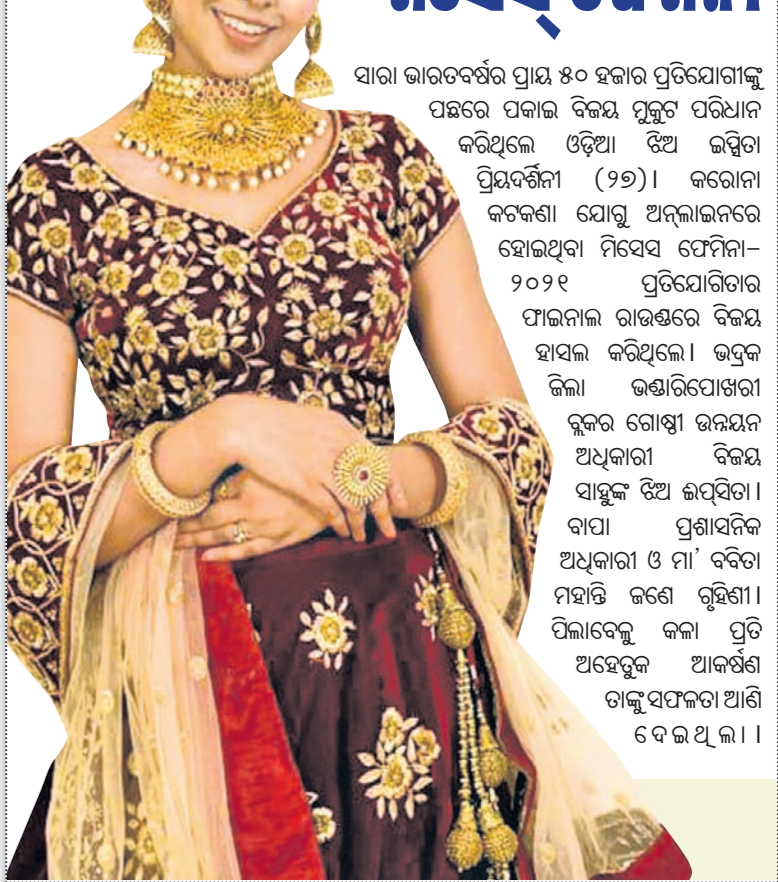 ସାରା ଭାରତବର୍ଷର ପ୍ରାୟ ୫୦ ହଜାର ପ୍ରତିଯୋଗୀଙ୍କୁ
ପଛରେ ପକାଇ ବିଜୟ ମୁକୁଟ ପରିଧାନ
କରିଥିଲେ ଓଡ଼ିଆ ଝିଅ ଇପ୍ସିତା
ପ୍ରିୟଦର୍ଶିନୀ (୨୭)। କରୋନା
କଟକଣା ଯୋଗୁ ଅନ୍‌ଲାଇନରେ
ହୋଇଥିବା ମିସେସ ଫେମିନା–
୨୦୨୧ ପ୍ରତିଯୋଗିତାର
ଫାଇନାଲ ରାଉଣ୍ଡରେ ବିଜୟ
ହାସଲ କରିଥିଲେ। ଭଦ୍ରକ
ଜିଲା ଭଣ୍ଡାରିପୋଖରୀ
ବ୍ଲକର ଗୋଷ୍ଠୀ ଉନ୍ନୟନ
ଅଧିକାରୀ ବିଜୟ
ସାହୁଙ୍କ ଝିଅ ଈପ୍‌ସିତା।
ବାପା ପ୍ରଶାସନିକ
ଅଧିକାରୀ ଓ ମା’ ବବିତା
ମହାନ୍ତି ଜଣେ ଗୃହିଣୀ।
ପିଲାବେଳୁ କଳା ପ୍ରତି
ଅହେତୁକ ଆକର୍ଷଣ
ତାଙ୍କୁ ସଫଳତା ଆଣି
ଦେଇଥିଲା।।